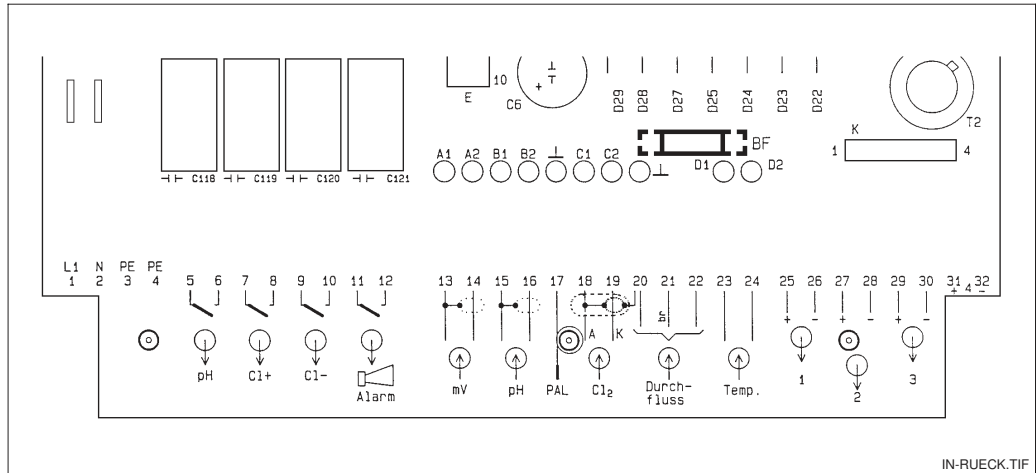 10
E
C6
+
D29 D28 D27 D25 D24 D23 D22
T2
K
1 4
BF
A1 A2 B1 B2 C1 C2 D1 D2
C118 C119 C120 C121
L1 N PE PE
1 2 3 4 5 6 7 8 9 10 11 12 13 14 15 16 17 18 19 20 21 22 23 24 25 26 27 28 29 30 31 4 32
+ -
br
+ - + - + -
A K
pH Cl+ Cl- Alarm mV pH PAL Cl₂ Durch-
fluss Temp. 1 2 3
IN-RUECK.TIF